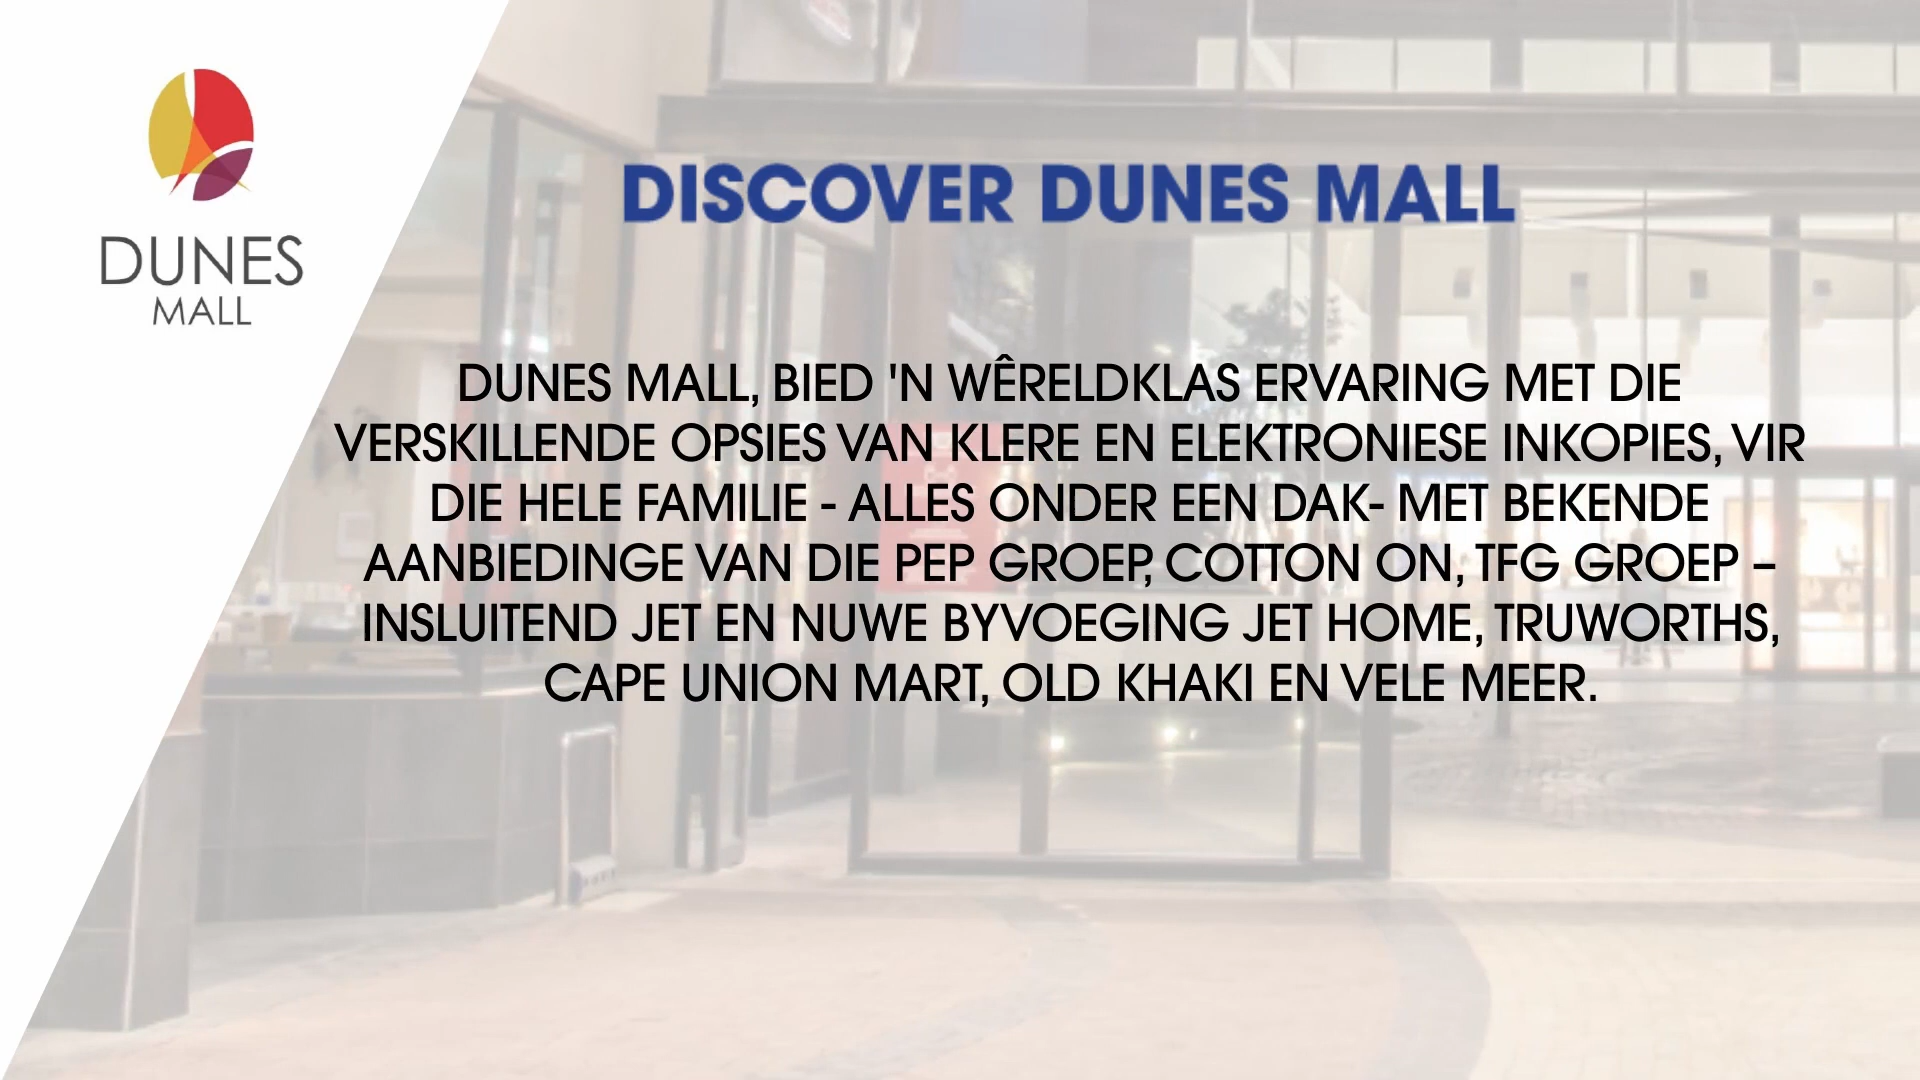 DUNES
MALL
DISCOVER DUNES MALL
DUNES MALL, BIED 'N WÊRELDKLAS ERVARING MET DIE
VERSKILLENDE OPSIES VAN KLERE EN ELEKTRONIESE INKOPIES, VIR
DIE HELE FAMILIE - ALLES ONDER EEN DAK- MET BEKENDE
AANBIEDINGE VAN DIE PEP GROEP, COTTON ON, TFG GROEP –
INSLUITEND JET EN NUWE BYVOEGING JET HOME, TRUWORTHS,
CAPE UNION MART, OLD KHAKI EN VELE MEER.